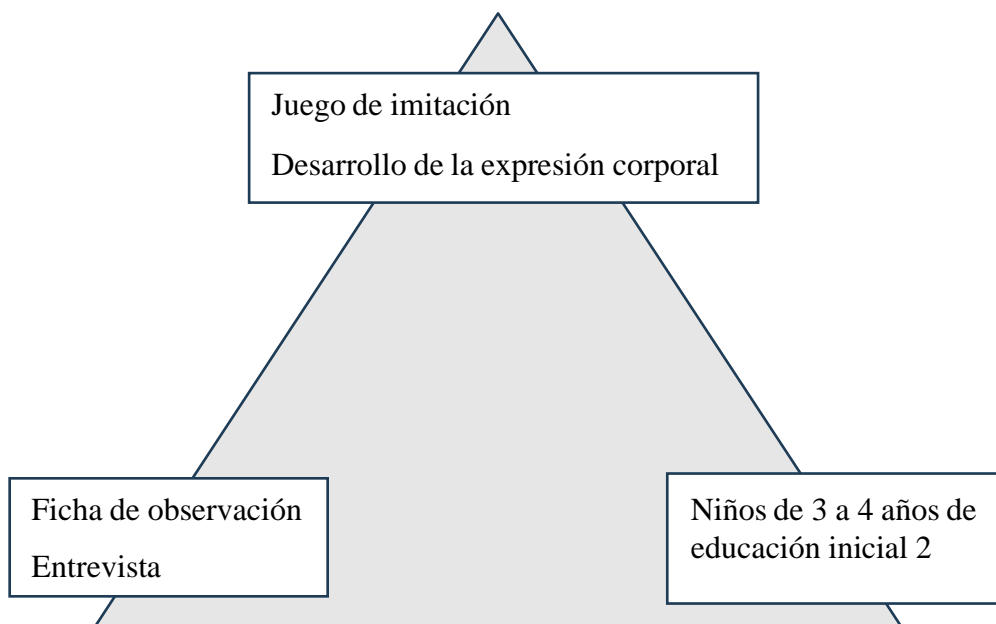 Juego de imitación
Desarrollo de la expresión corporal
Ficha de observación
Entrevista
Niños de 3 a 4 años de
educación inicial 2